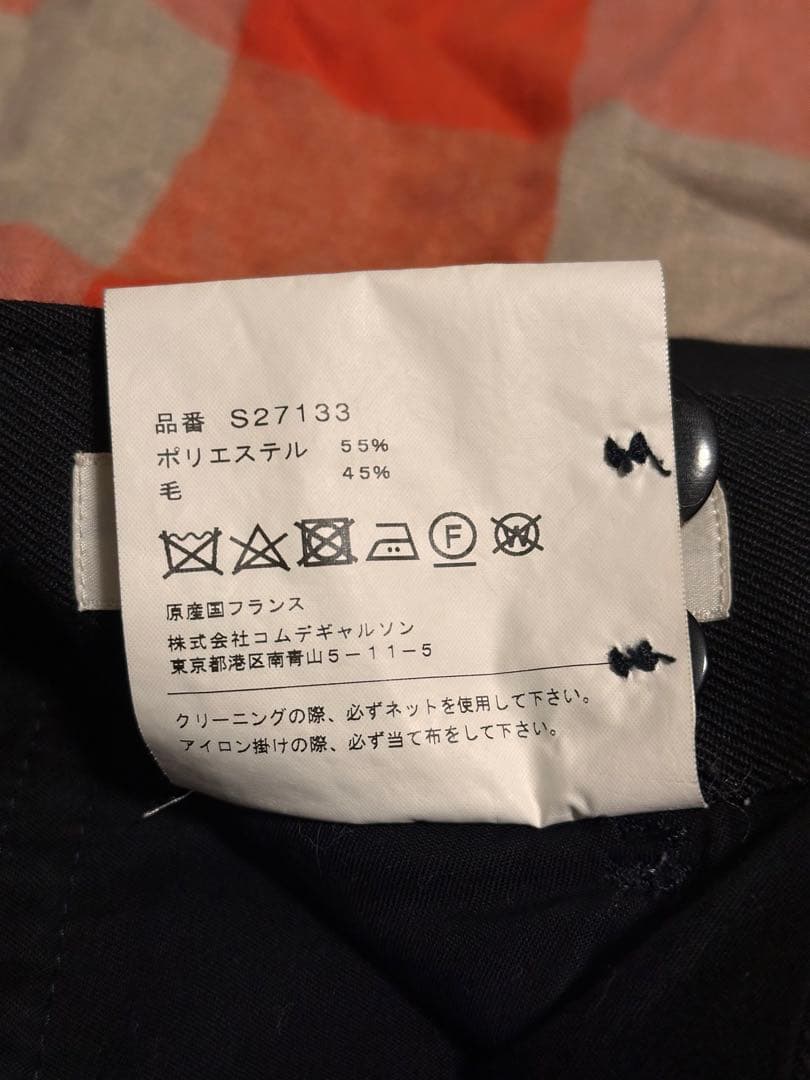 品番 S27133
ポリエステル 55%
毛 45%
F W
原産国フランス
株式会社コムデギャルソン
東京都港区南青山5-11-5
クリーニングの際、必ずネットを使用して下さい。
アイロン掛けの際、必ず当て布をして下さい。